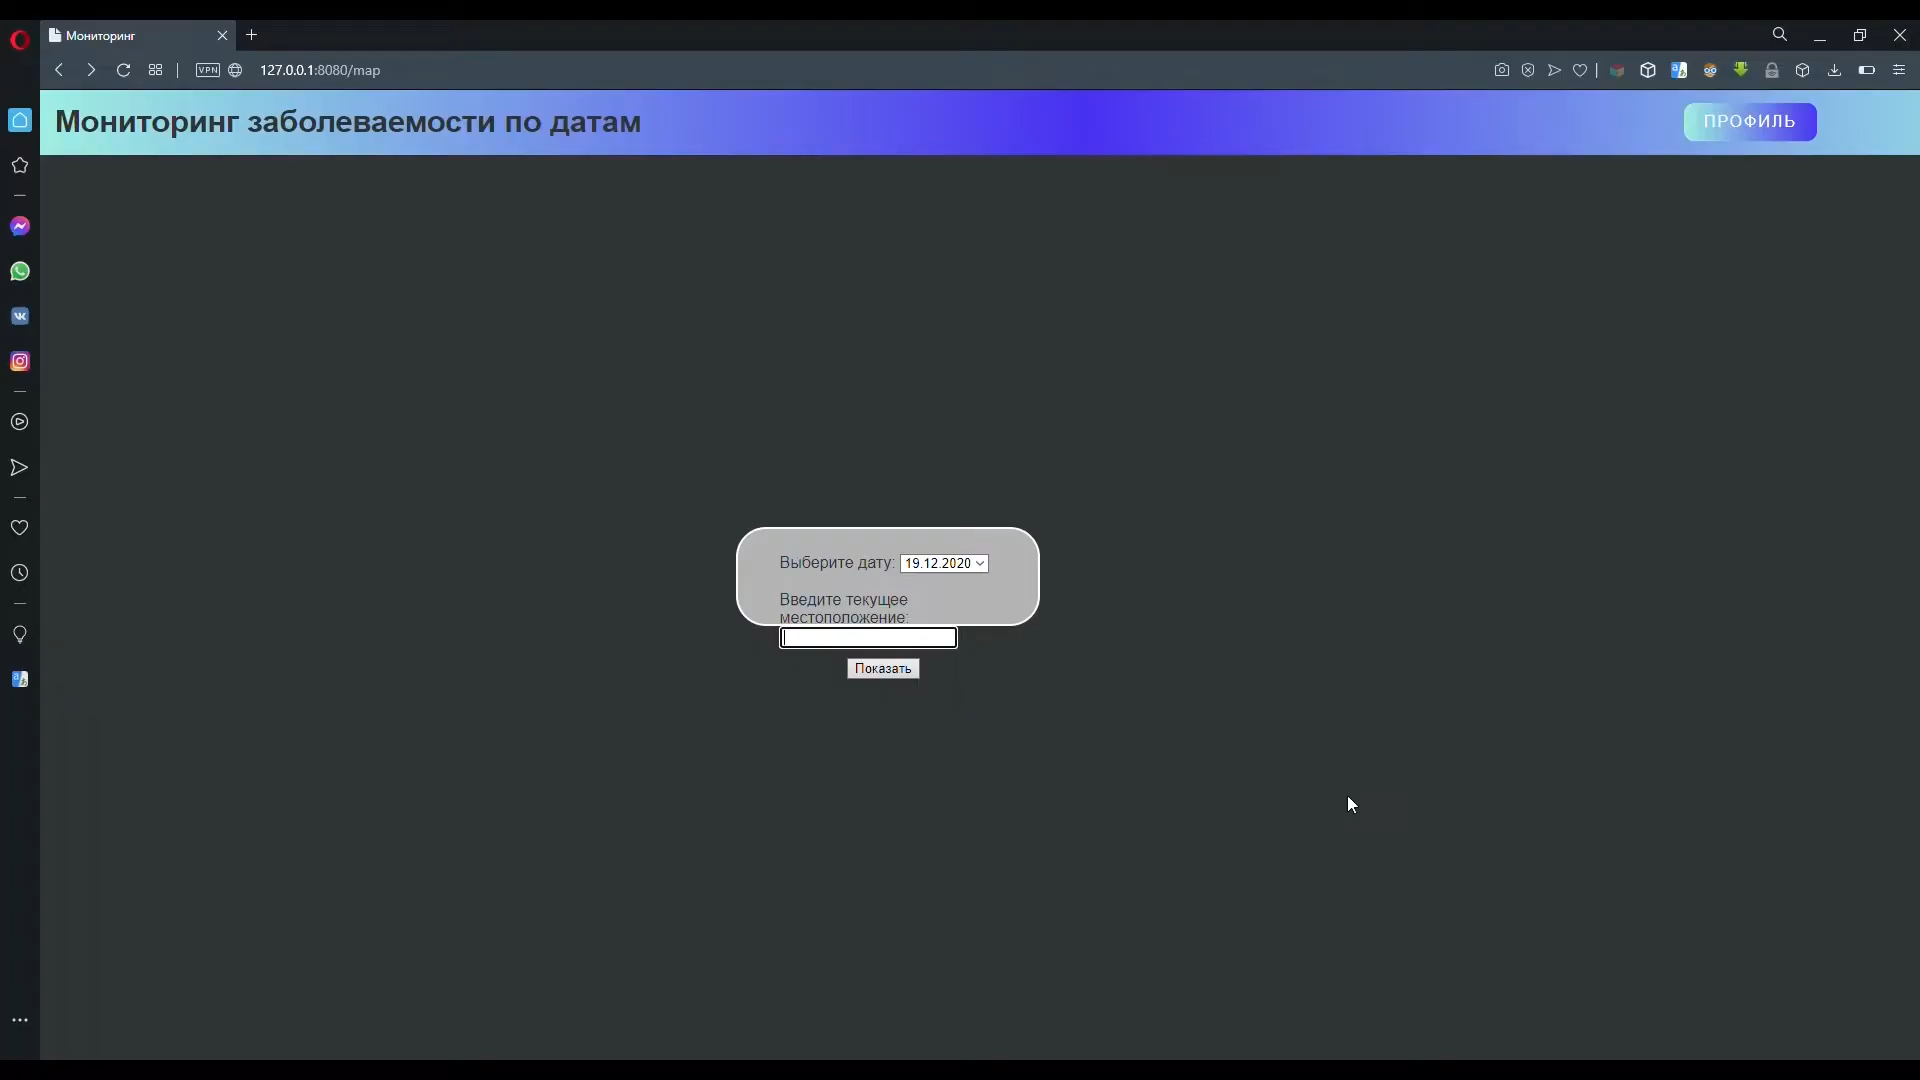 Мониторинг
VPN
127.0.0.1:8080/map
Мониторинг заболеваемости по датам
ПРОФИЛЬ
Выберите дату: 19.12.2020
Введите текущее
местоположение:
Показать